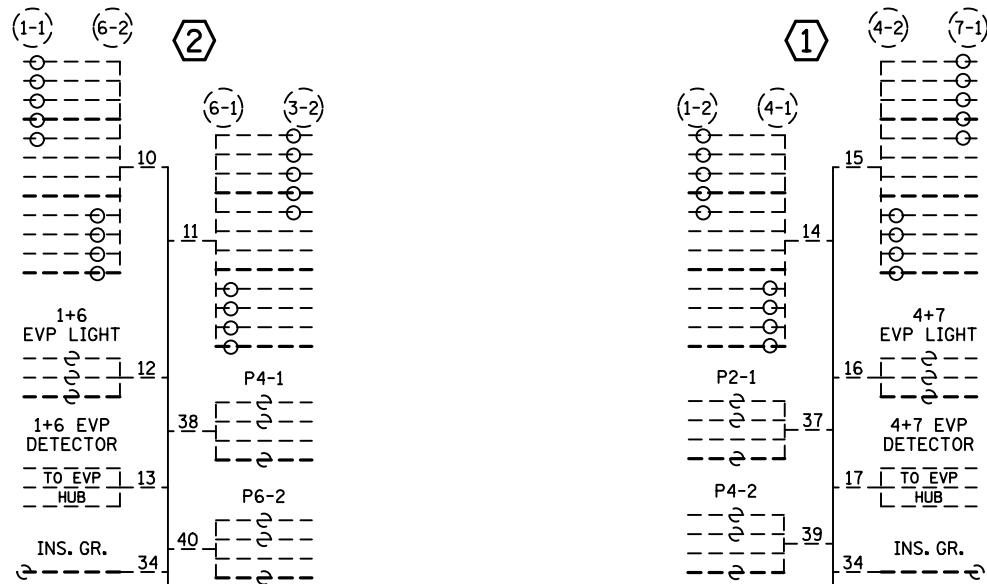 1-1 6-2 2 1 4-2 7-1
6-1 3-2 1-2 4-1
10 15
11 14
1+6
EVP LIGHT
4+7
EVP LIGHT
12 P4-1 P2-1 16
38 37
1+6 EVP
DETECTOR
4+7 EVP
DETECTOR
TO EVP
HUB
13 P6-2 P4-2 17
TO EVP
HUB
40 39
INS. GR. 34 34 INS. GR.